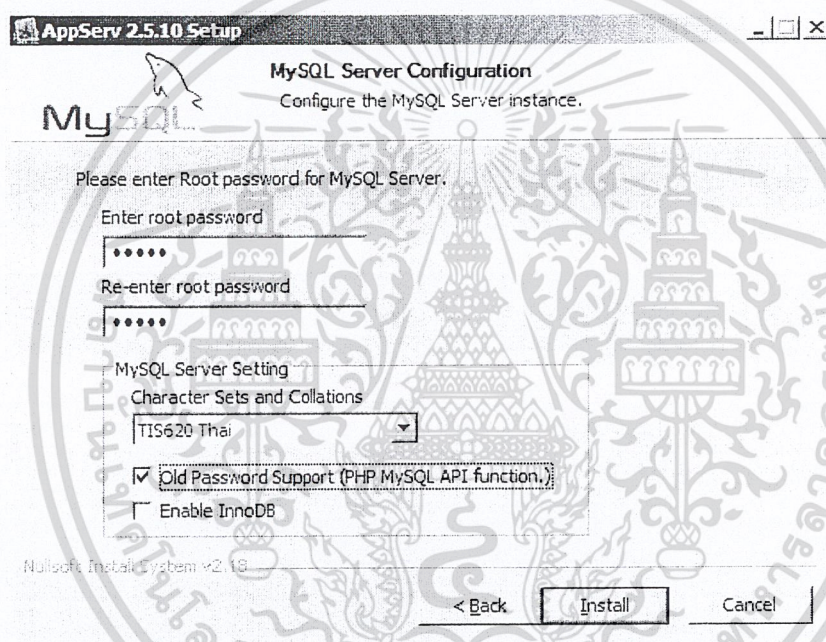 AppServ 2.5.10 Setup
MySQL Server Configuration
Configure the MySQL Server instance.
MySQL
Please enter Root password for MySQL Server.
Enter root password
•••••
Re-enter root password
•••••
MySQL Server Setting
Character Sets and Collations
TIS620 Thai
Old Password Support (PHP MySQL API function.)
Enable InnoDB
Nullsoft Install System v2.18
< Back
Install
Cancel